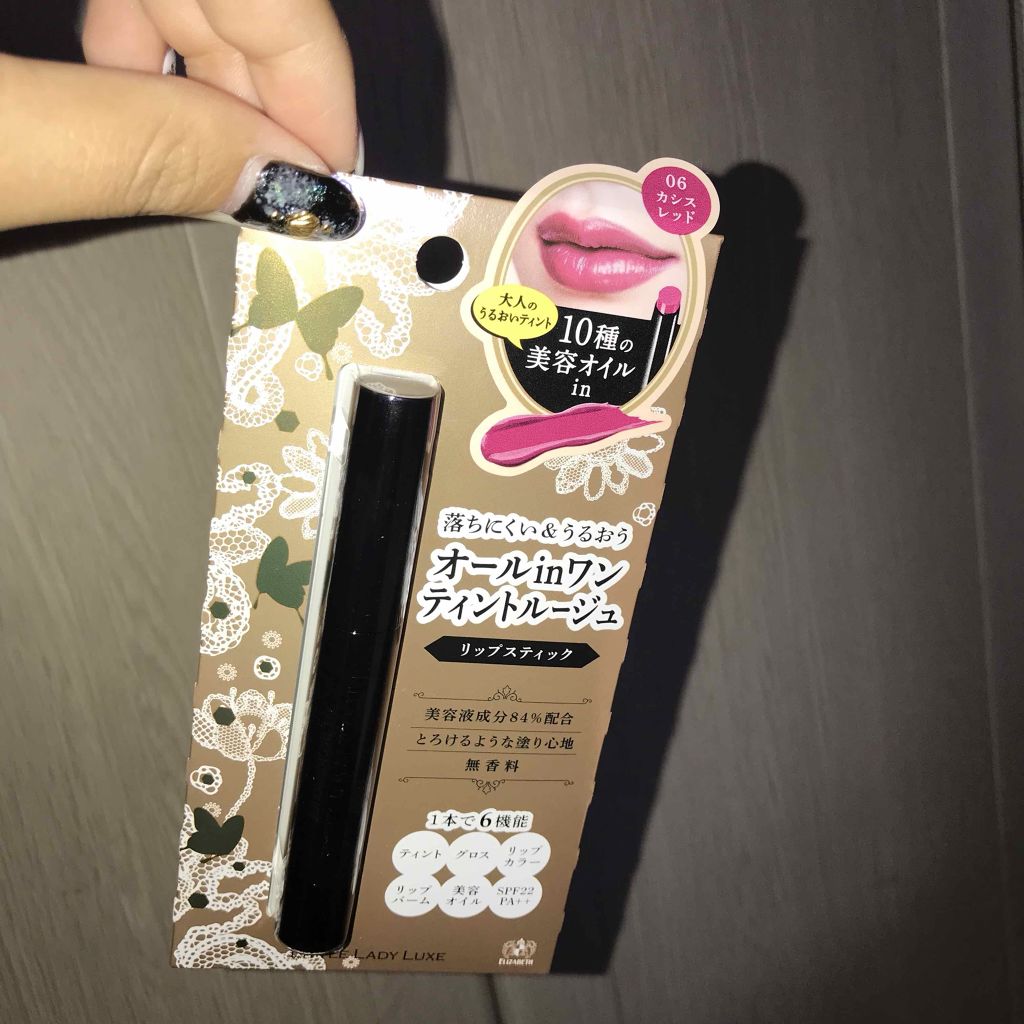 06
カシス
レッド
大人の
うるおいティント
10種の
美容オイル
in
落ちにくい&うるおう
オールinワン
ティントルージュ
リップスティック
美容液成分84%配合
とろけるような塗り心地
無香料
1本で6機能
ティント
グロス
リップ
カラー
リップ
バーム
美容
オイル
SPF22
PA++
LADY LUXE
ELIZABETH